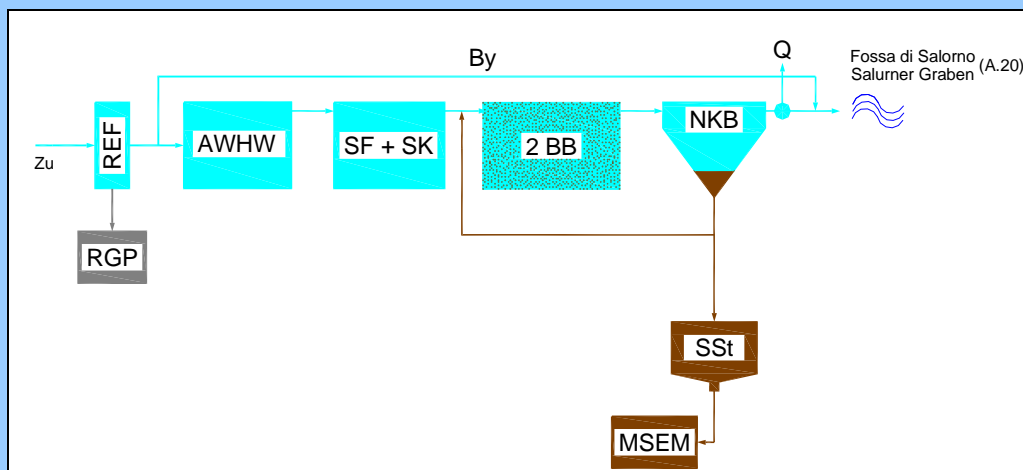 By
Q
Fossa di Salorno
Salurner Graben (A.20)
Zu
REF
AWHW
SF + SK
2 BB
NKB
RGP
SSt
MSEM